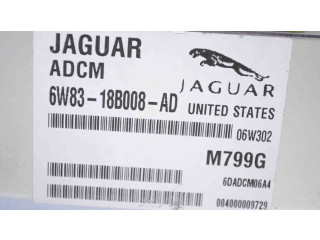 JAGUAR
ADCM
JAGUAR
6W83-18B008-AD
UNITED STATES
06W302
M799G
6DADCM06A4
004000009729